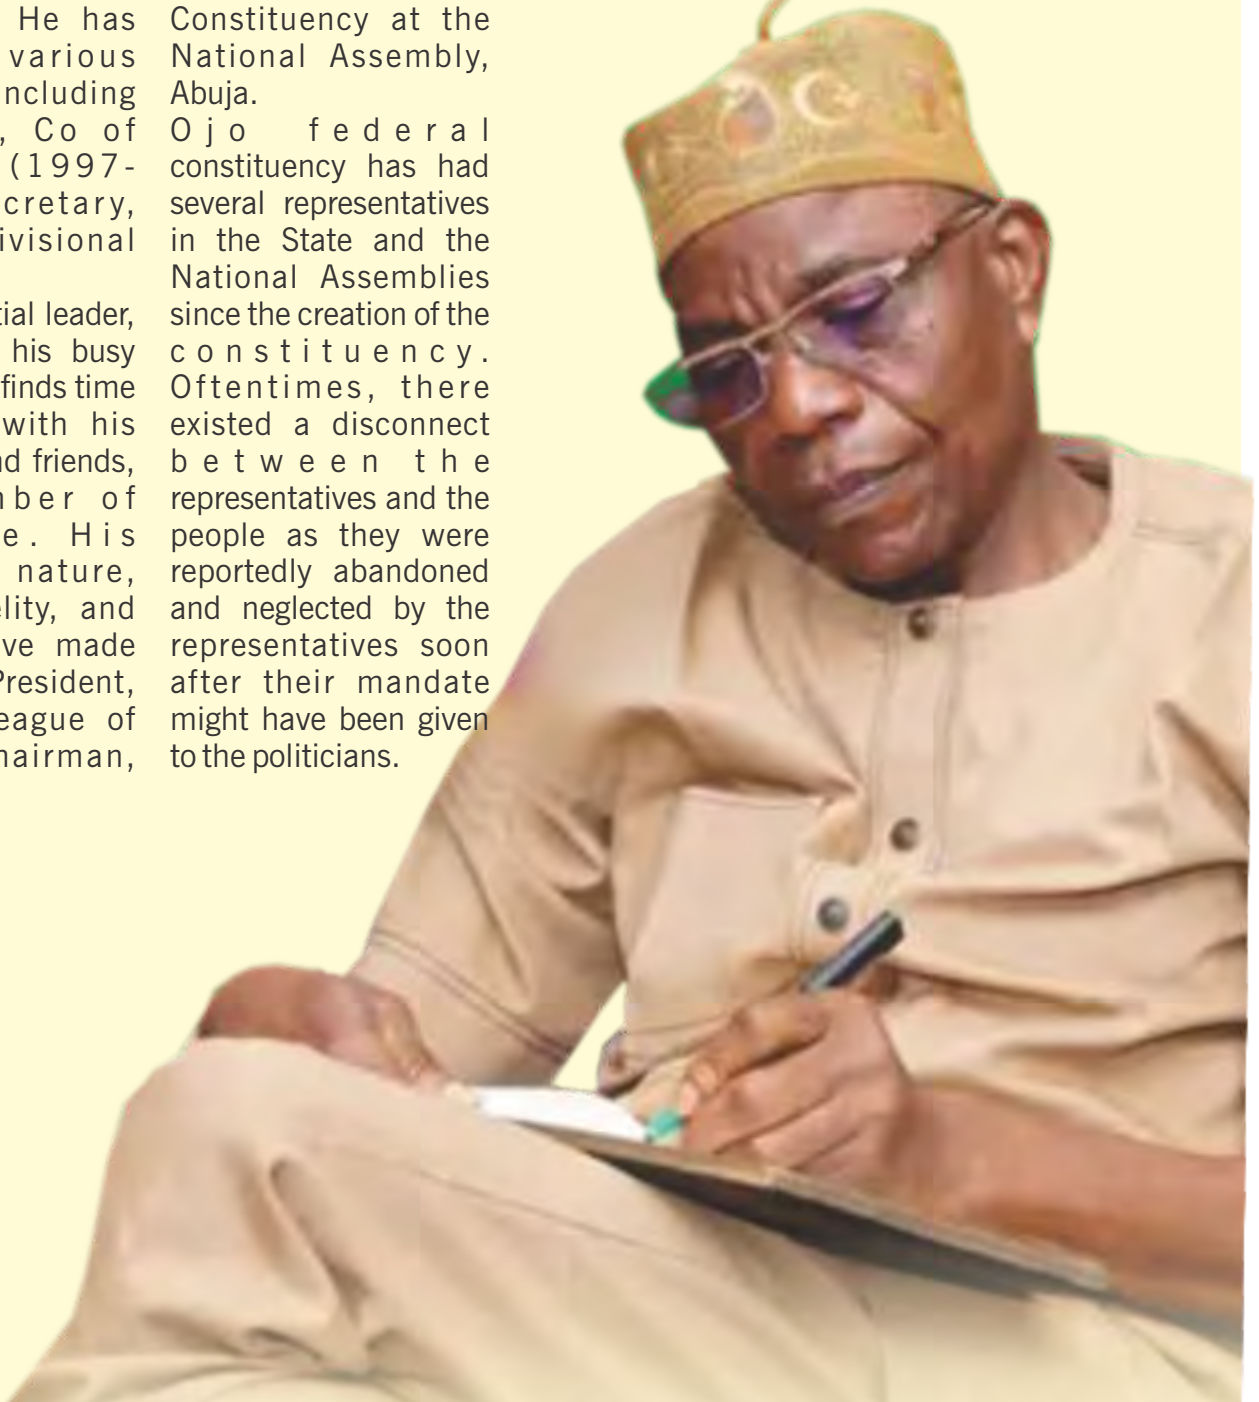 He has
various
ncluding
, Co of
(1997-
cretary,
ivisional
tial leader,
his busy
finds time
with his
nd friends,
nber of
e. His
nature,
elity, and
ve made
President,
eague of
hairman,
Constituency at the
National Assembly,
Abuja.
Ojo federal
constituency has had
several representatives
in the State and the
National Assemblies
since the creation of the
constituency.
Oftentimes, there
existed a disconnect
between the
representatives and the
people as they were
reportedly abandoned
and neglected by the
representatives soon
after their mandate
might have been given
to the politicians.